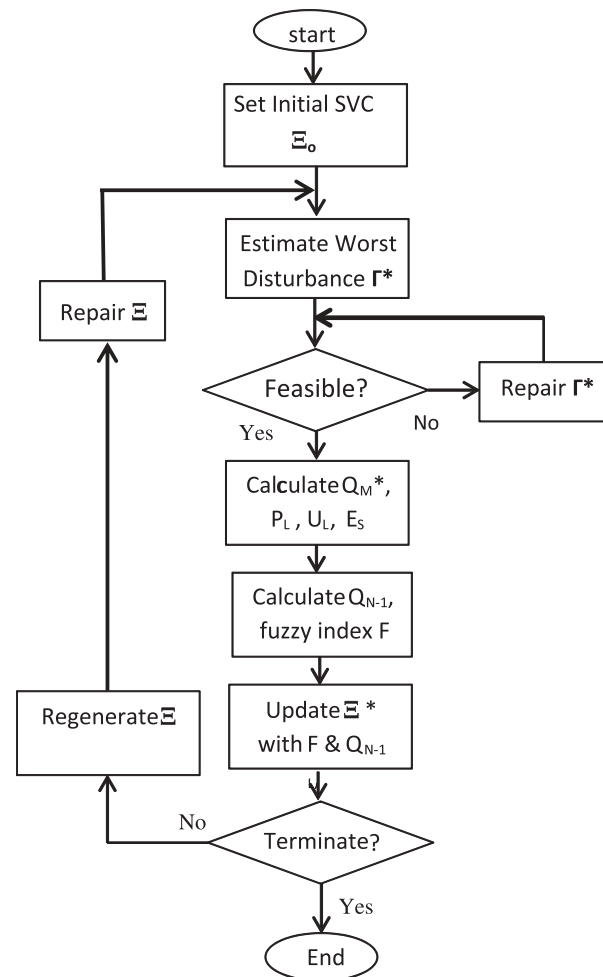 start
Set Initial SVC
Ξo
Estimate Worst
Disturbance Γ*
Repair Ξ
Feasible?
Repair Γ*
No
Yes
Calculate QM*,
PL , UL, ES
Calculate QN-1,
fuzzy index F
Regenerate Ξ
Update Ξ *
with F & QN-1
No
Terminate?
Yes
End